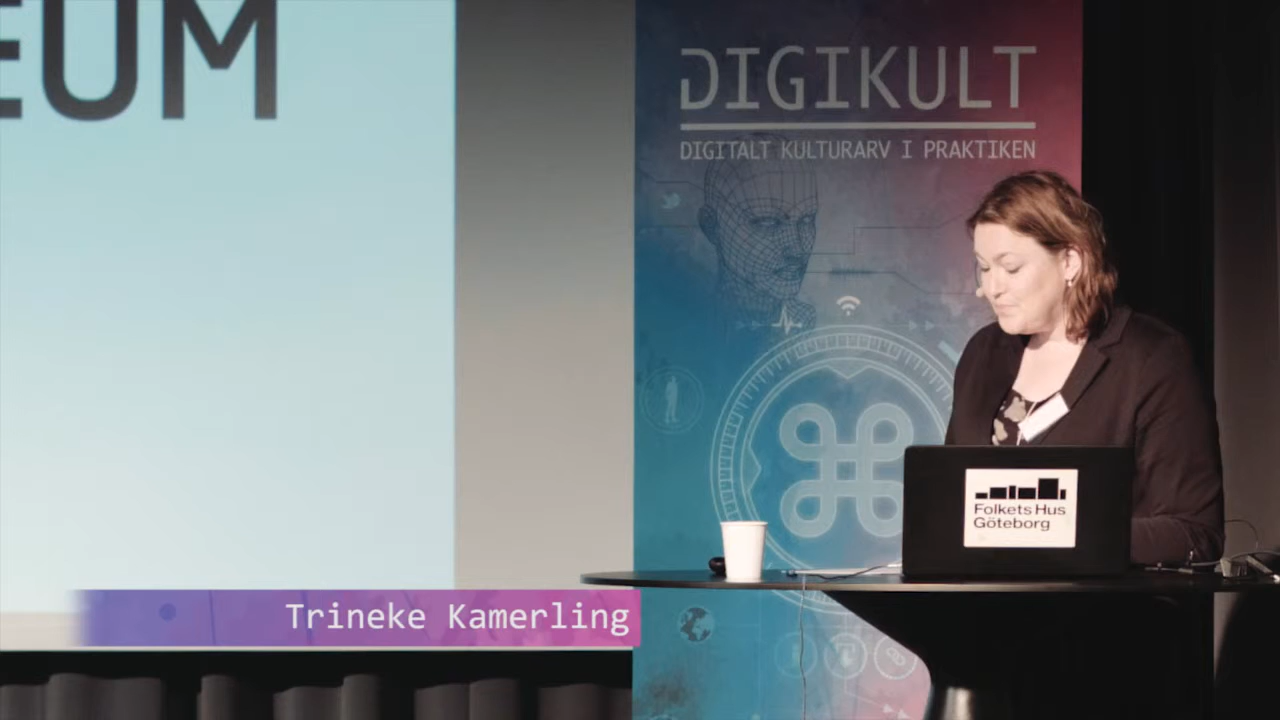 EUM
DIGIKULT
DIGITALT KULTURARV I PRAKTIKEN
Folkets Hus
Göteborg
Trineke Kamerling